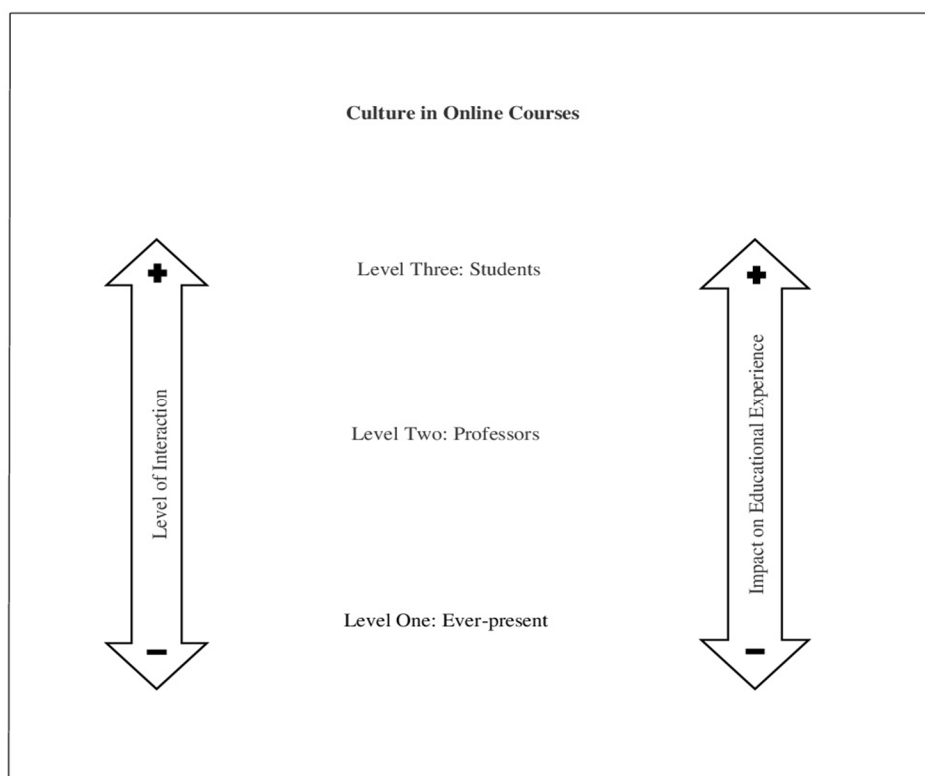 Culture in Online Courses
+
+
Level Three: Students
Level of Interaction
Impact on Educational Experience
Level Two: Professors
Level One: Ever-present
−
−